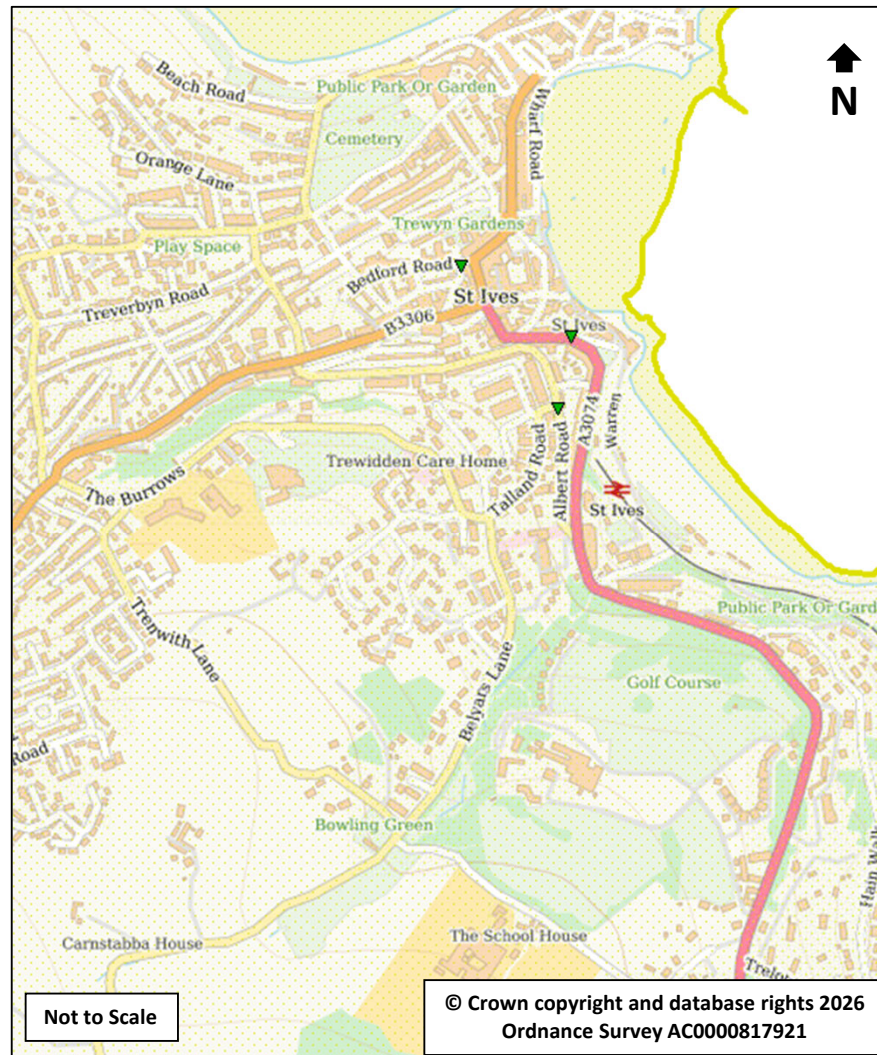 Beach Road
Public Park Or Garden
N
Wharf Road
Cemetery
Orange Lane
Trewyn Gardens
Play Space
Bedford Road
St Ives
Treverbyn Road
B3306
St Ives
A3074
Warren
Trewidden Care Home
Talland Road
Albert Road
The Burrows
St Ives
Trenwith Lane
Public Park Or Gard
Belyars Lane
Golf Course
Road
Bowling Green
Hain Walk
Carnstabba House
The School House
Trelo
Not to Scale
© Crown copyright and database rights 2026
Ordnance Survey AC0000817921